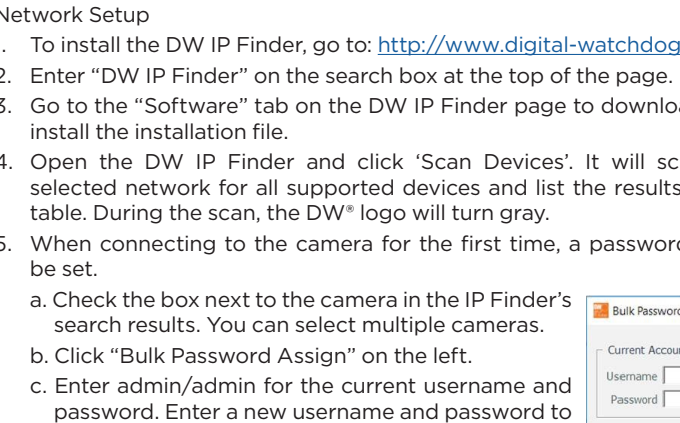 Network Setup
1. To install the DW IP Finder, go to: http://www.digital-watchdog
2. Enter “DW IP Finder” on the search box at the top of the page.
3. Go to the “Software” tab on the DW IP Finder page to
install the installation file.
4. Open the DW IP Finder and click ‘Scan Devices’. It will
selected network for all supported devices and list the results
table. During the scan, the DW® logo will turn gray.
5. When connecting to the camera for the first time, a password
be set.
a. Check the box next to the camera in the IP Finder’s
search results. You can select multiple cameras.
Bulk Password
b. Click “Bulk Password Assign” on the left.
Current
Username
c. Enter admin/admin for the current username and
Password
password. Enter a new username and password to